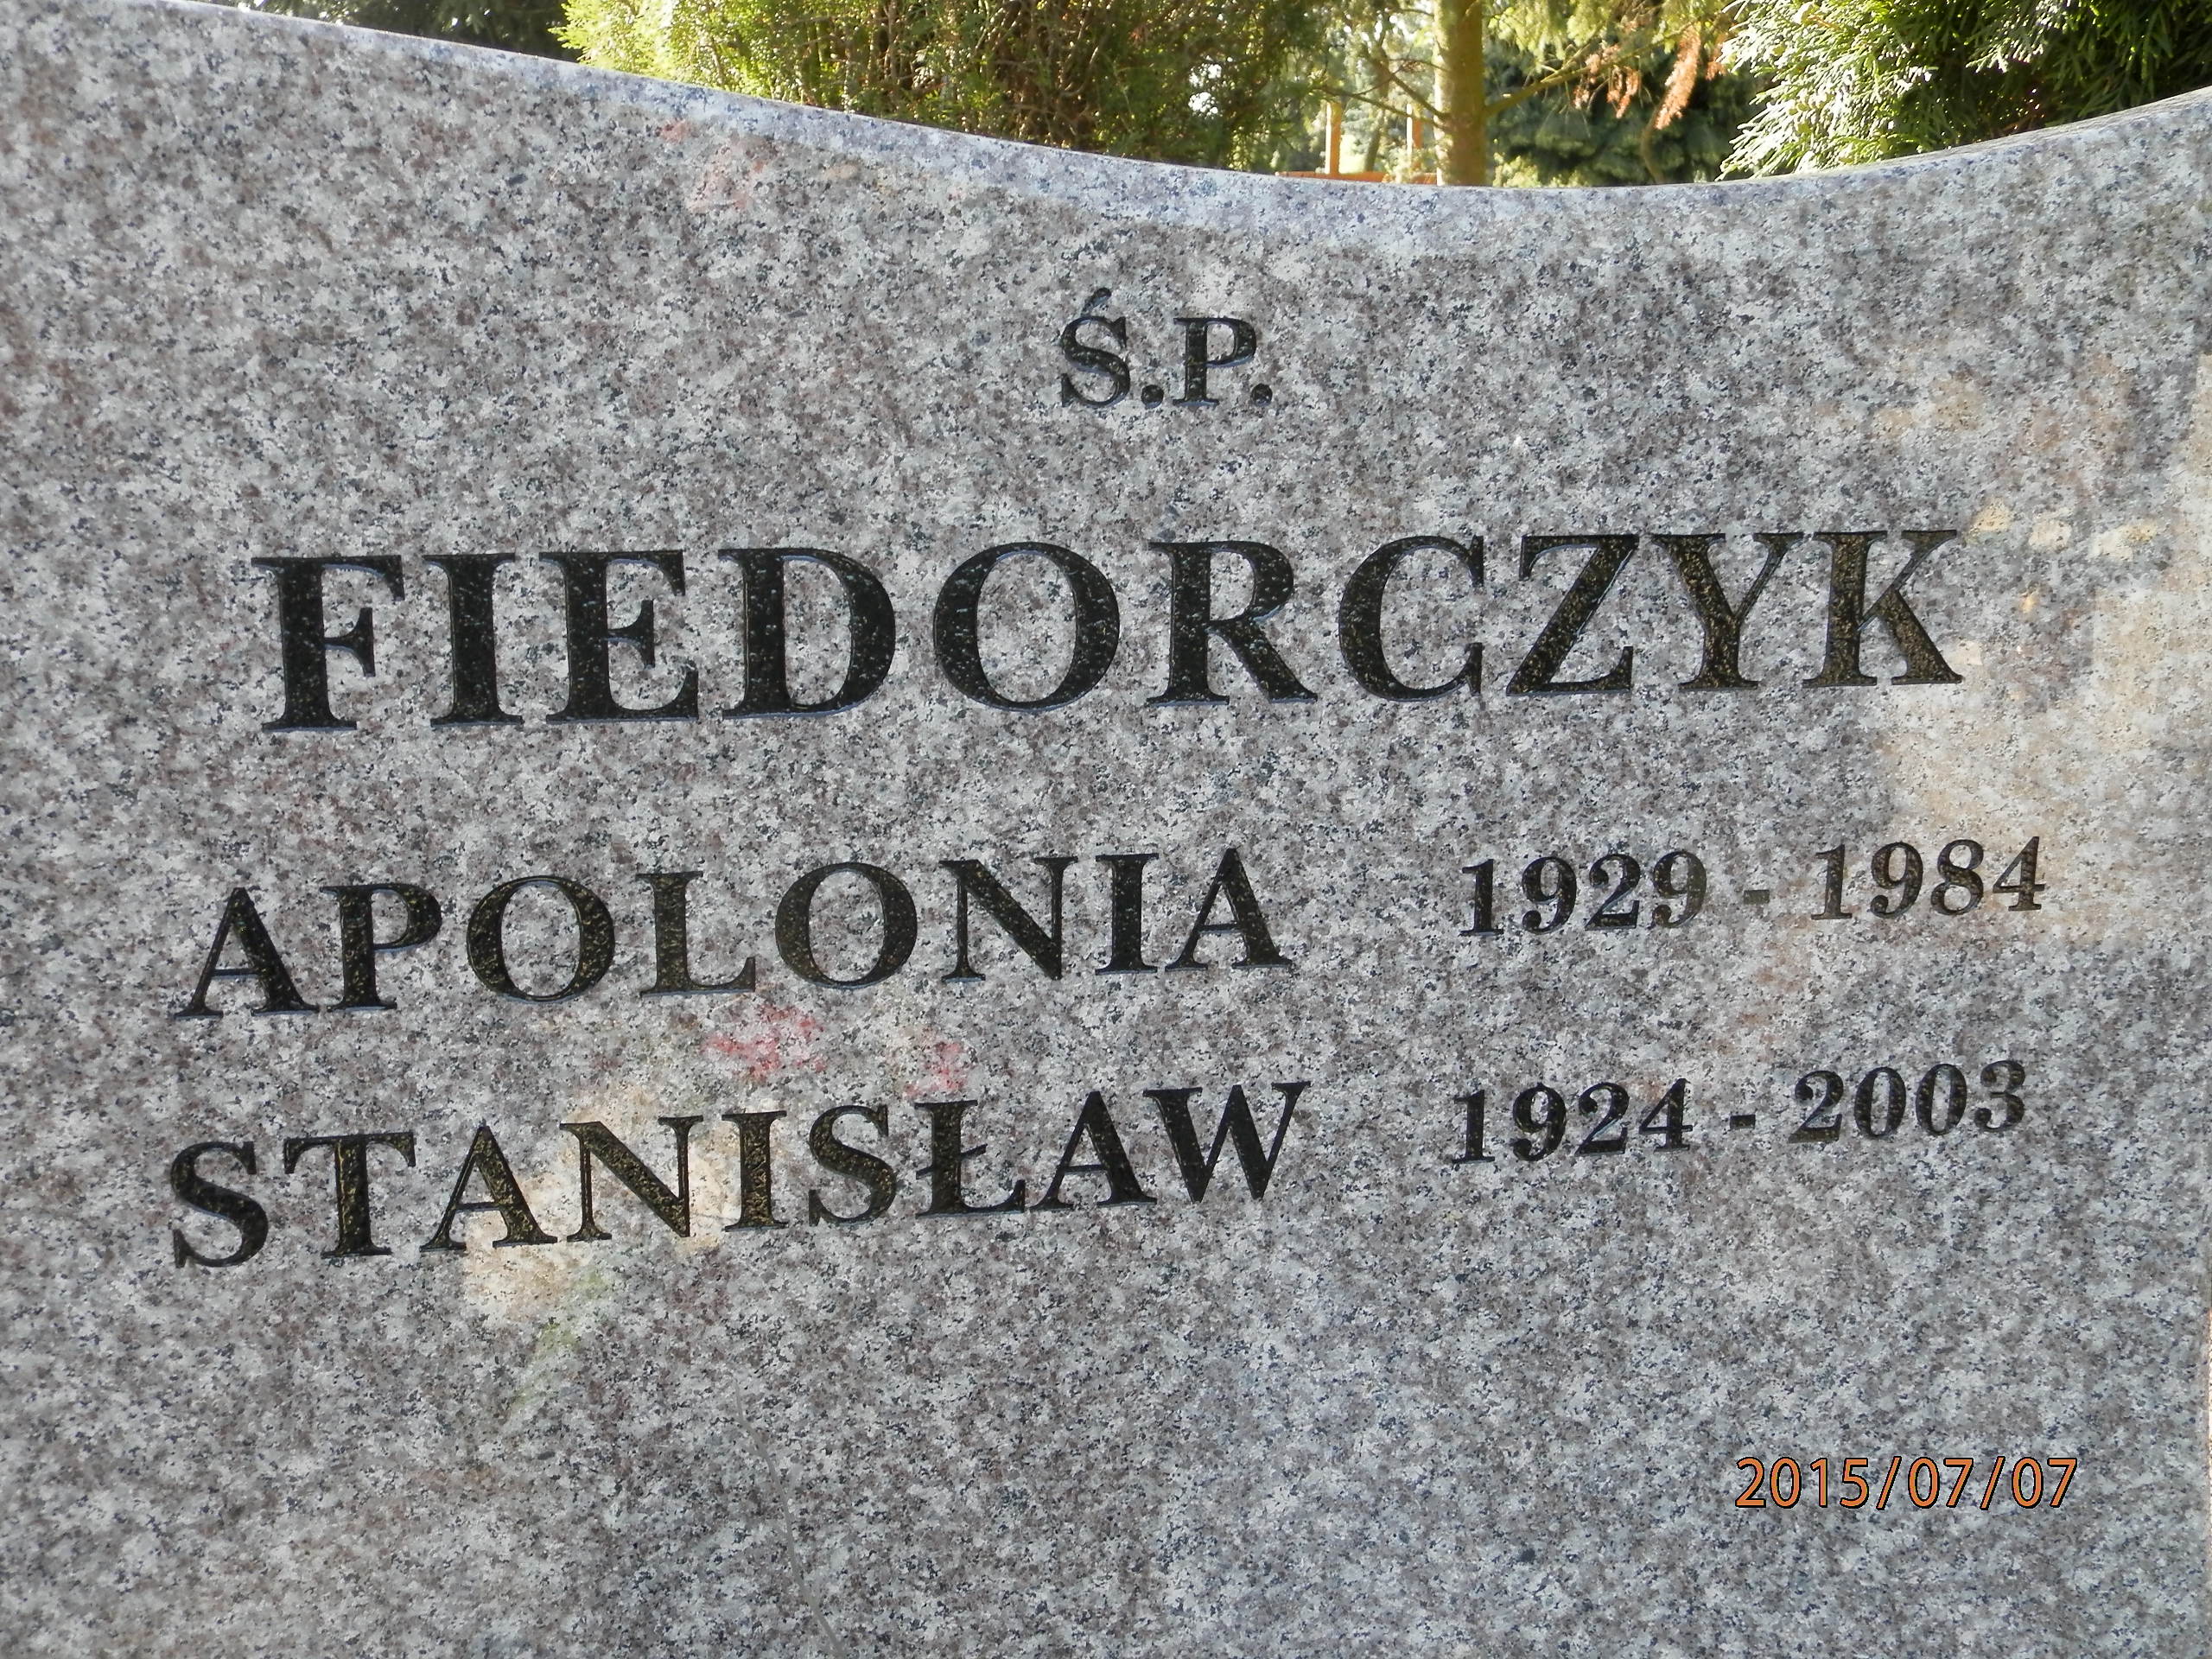 Ś.P.
FIEDORCZYK
APOLONIA 1929 - 1984
STANISŁAW 1924 - 2003
2015/07/07